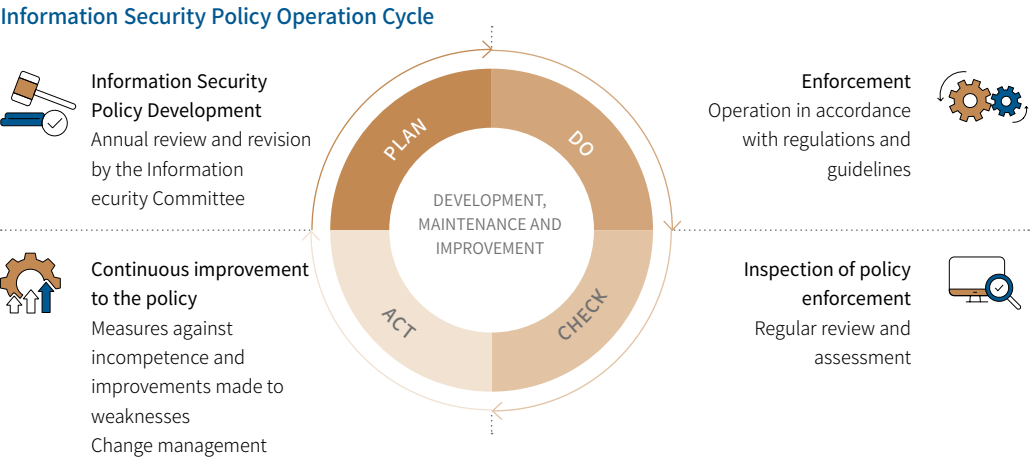 Information Security Policy Operation Cycle
Information Security
Policy Development
Annual review and revision
by the Information
ecurity Committee
PLAN
DO
Enforcement
Operation in accordance
with regulations and
guidelines
DEVELOPMENT,
MAINTENANCE AND
IMPROVEMENT
Continuous improvement
to the policy
Measures against
incompetence and
improvements made to
weaknesses
Change management
ACT
CHECK
Inspection of policy
enforcement
Regular review and
assessment